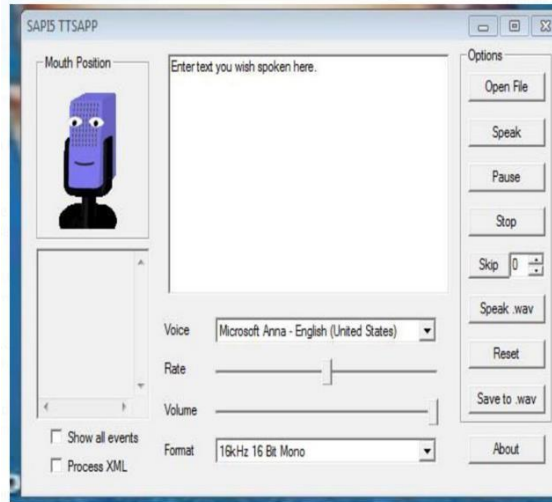 SAPI5 TTSAPP
Mouth Position
Enter text you wish spoken here.
Options
Open File
Speak
Pause
Stop
Skip 0
Speak .wav
Voice Microsoft Anna - English (United States)
Rate
Reset
Volume
Save to .wav
Show all events
Format 16kHz 16 Bit Mono
About
Process XML